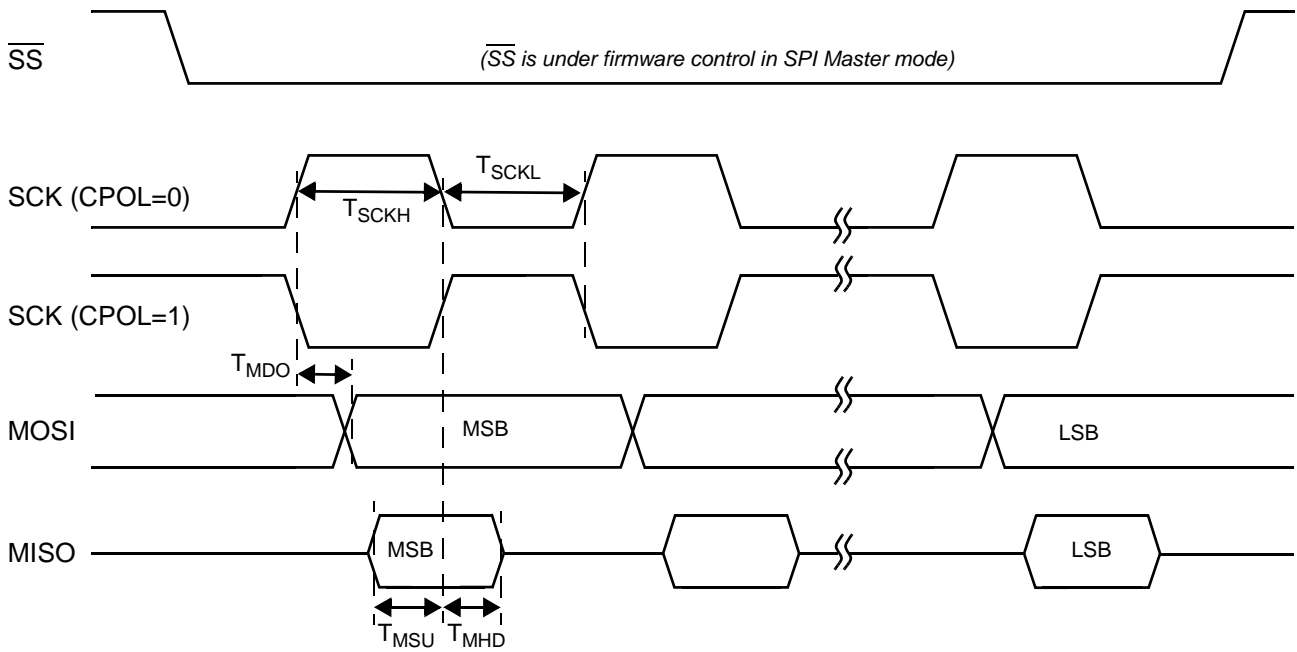 SS
(SS is under firmware control in SPI Master mode)
TSCKL
SCK (CPOL=0)
TSCKH
SCK (CPOL=1)
TMDO
MOSI
MSB
LSB
MISO
MSB
LSB
TMSU
TMHD